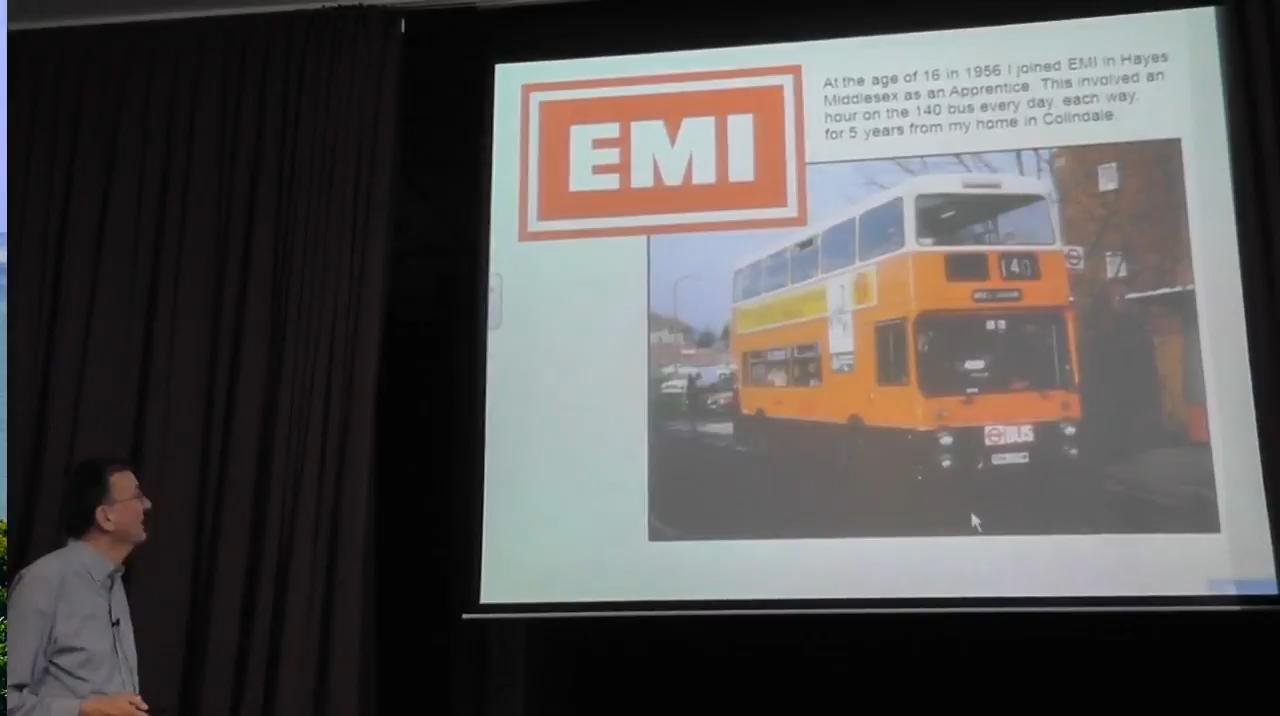 EMI
At the age of 16 in 1956 I joined EMI in Hayes
Middlesex as an Apprentice. This involved an
hour on the 140 bus every day, each way,
for 5 years from my home in Colindale.
140
BUS